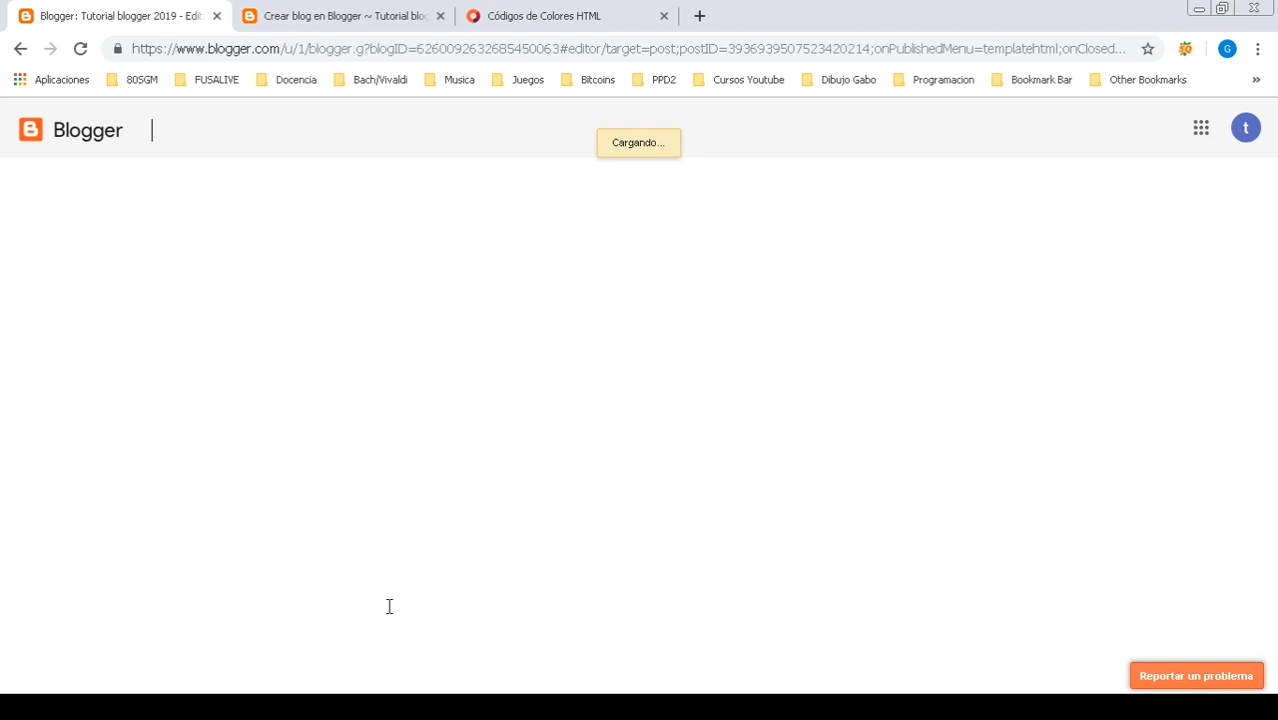 Blogger: Tutorial blogger 2019 - Edit
Crear blog en Blogger ~ Tutorial blog
Códigos de Colores HTML
https://www.blogger.com/u/1/blogger.g?blogID=6260092632685450063#editor/target=post;postID=3936939507523420214;onPublishedMenu=templatehtml;onClosed...
G
Aplicaciones
80SGM
FUSALIVE
Docencia
Bach/Vivaldi
Musica
Juegos
Bitcoins
PPD2
Cursos Youtube
Dibujo Gabo
Programacion
Bookmark Bar
Other Bookmarks
»
Blogger
Cargando...
t
Reportar un problema